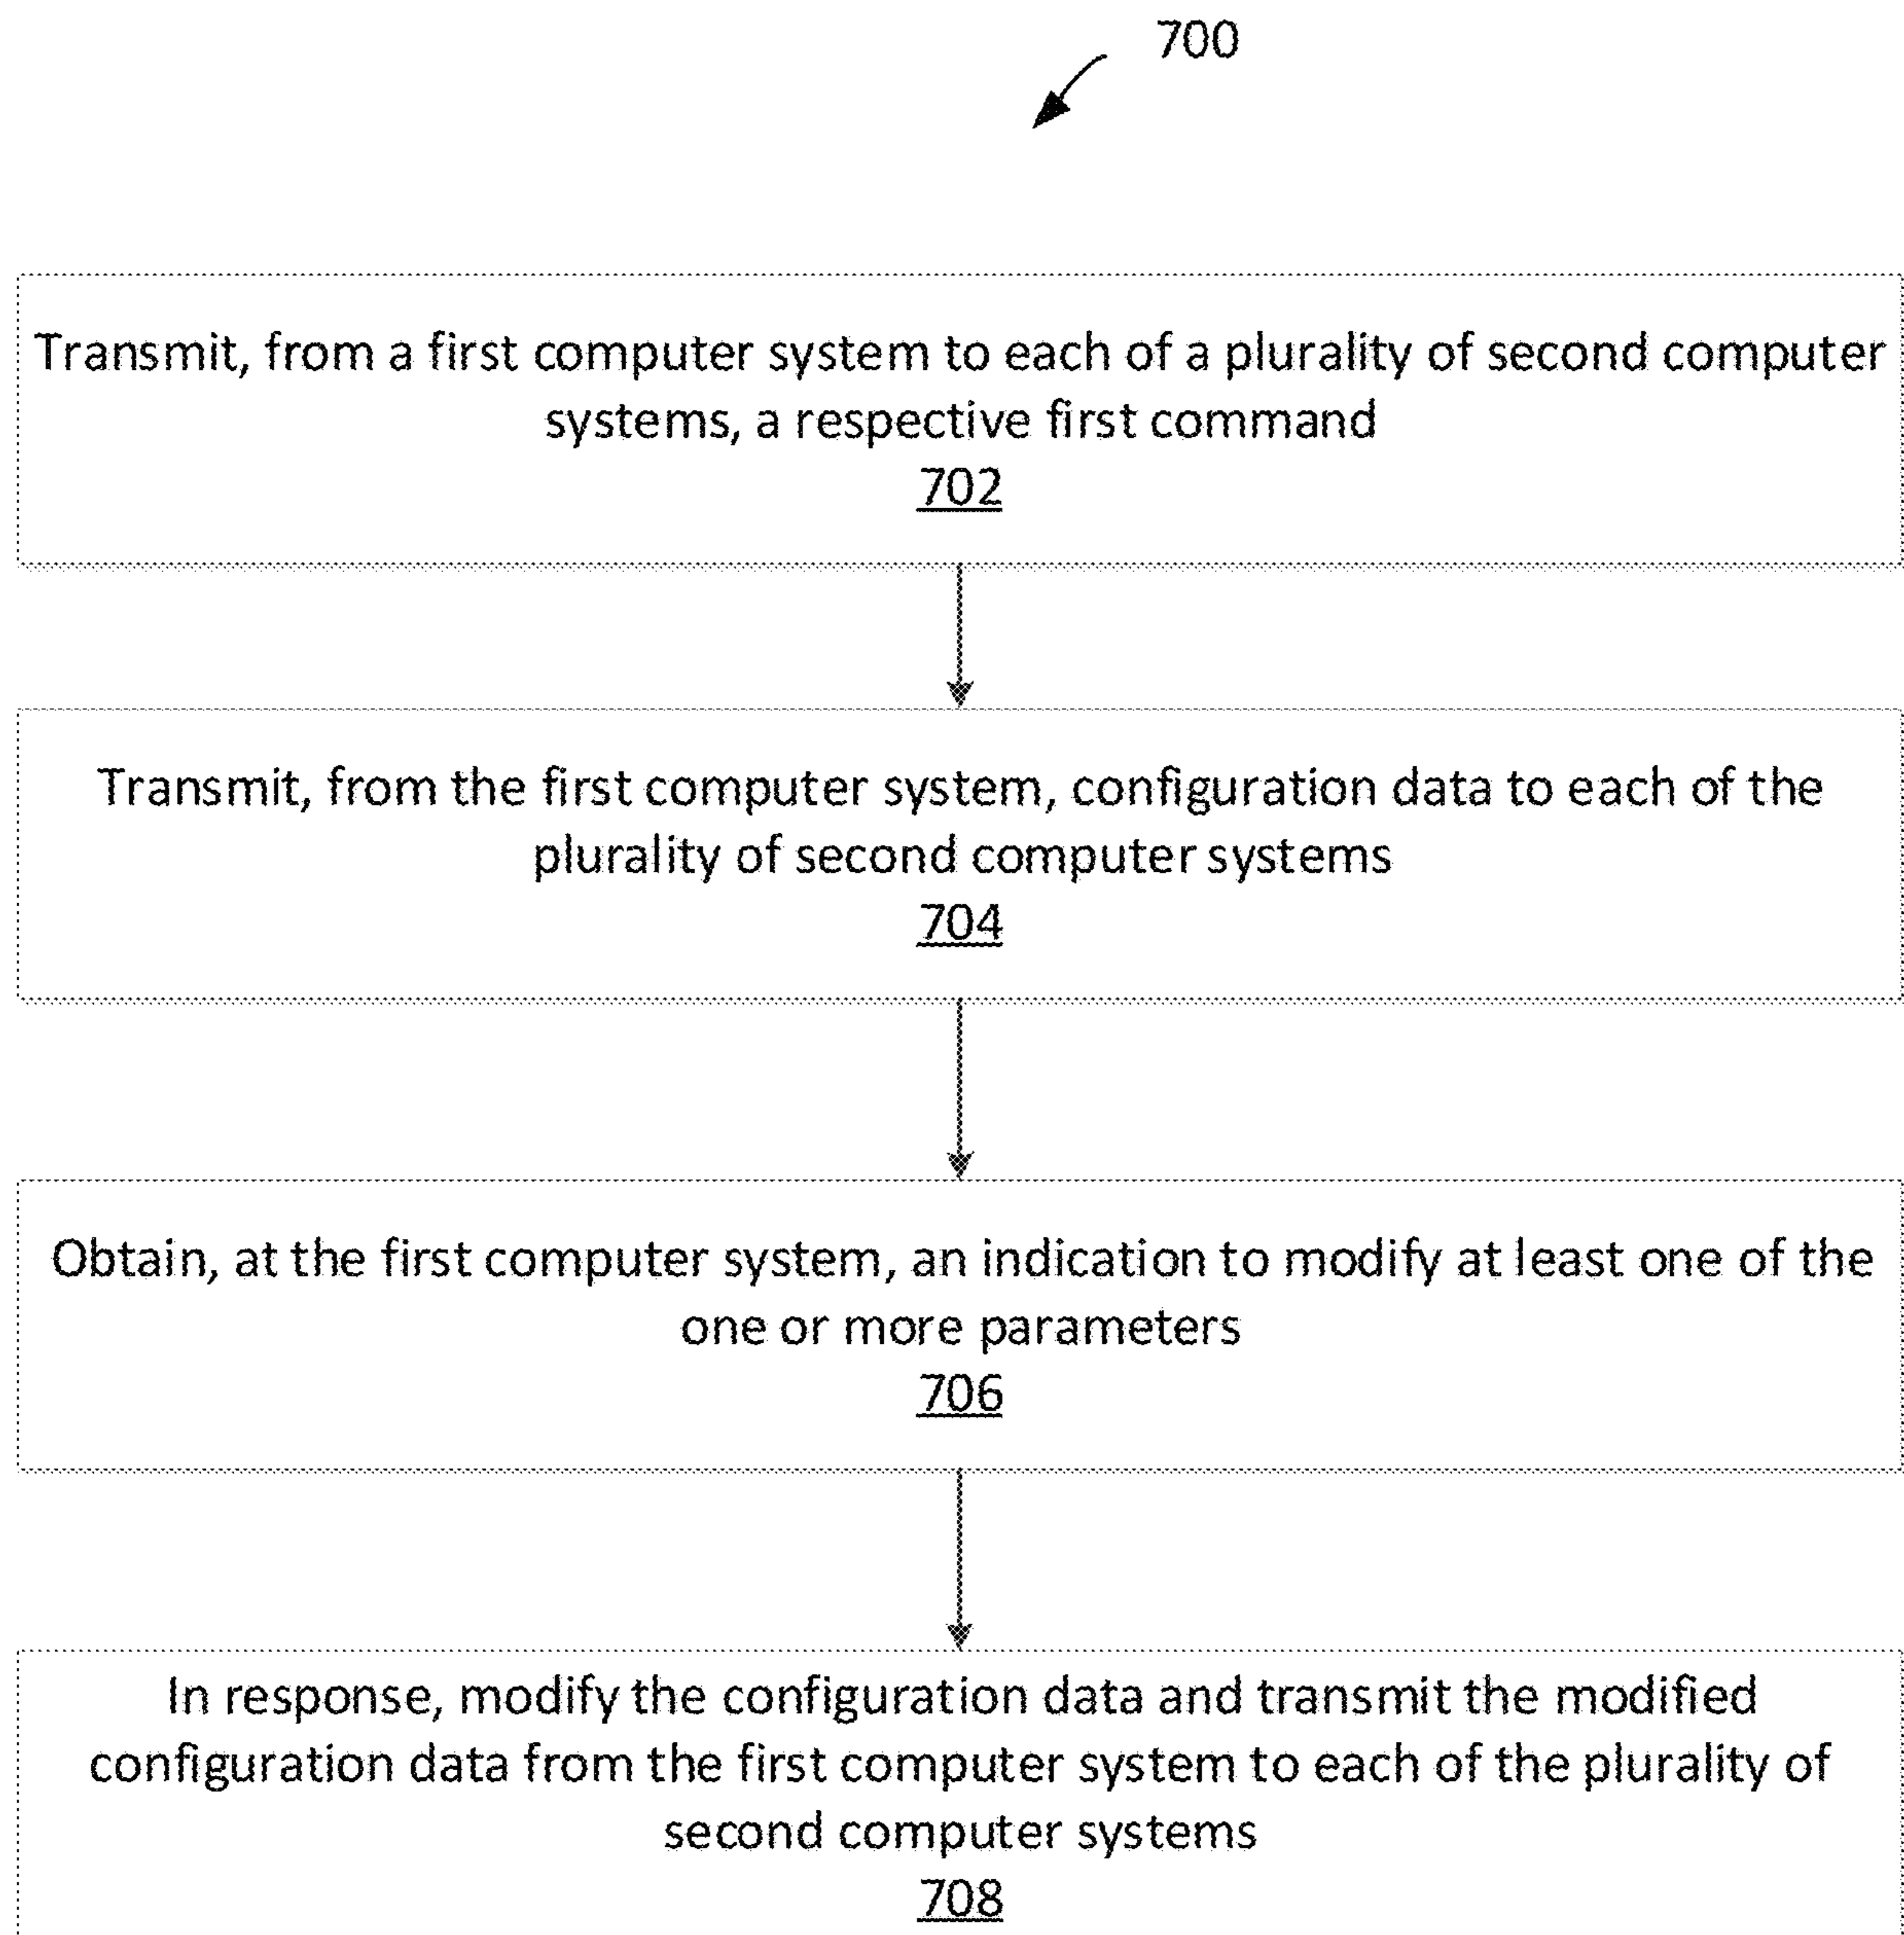 700
Transmit, from a first computer system to each of a plurality of second computer
systems, a respective first command
702
Transmit, from the first computer system, configuration data to each of the
plurality of second computer systems
704
Obtain, at the first computer system, an indication to modify at least one of the
one or more parameters
706
In response, modify the configuration data and transmit the modified
configuration data from the first computer system to each of the plurality of
second computer systems
708